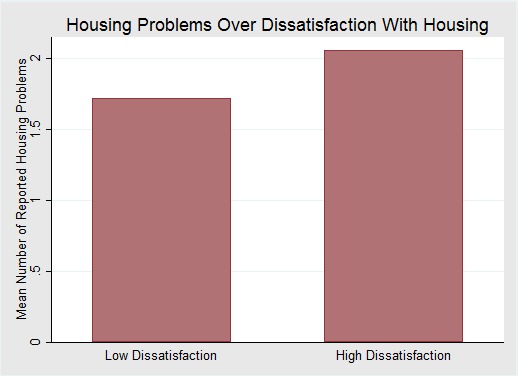 Housing Problems Over Dissatisfaction With Housing
Mean Number of Reported Housing Problems
2
1.5
1
.5
0
Low Dissatisfaction
High Dissatisfaction